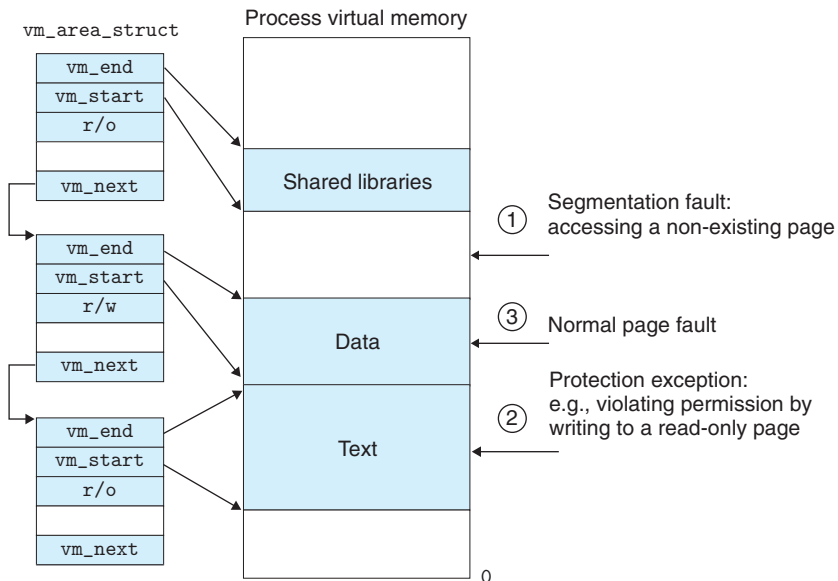 Process virtual memory
vm_area_struct
vm_end
vm_start
r/o
vm_next
vm_end
vm_start
r/w
vm_next
vm_end
vm_start
r/o
vm_next
Shared libraries
Data
Text
0
1
Segmentation fault:
accessing a non-existing page
3
Normal page fault
2
Protection exception:
e.g., violating permission by
writing to a read-only page